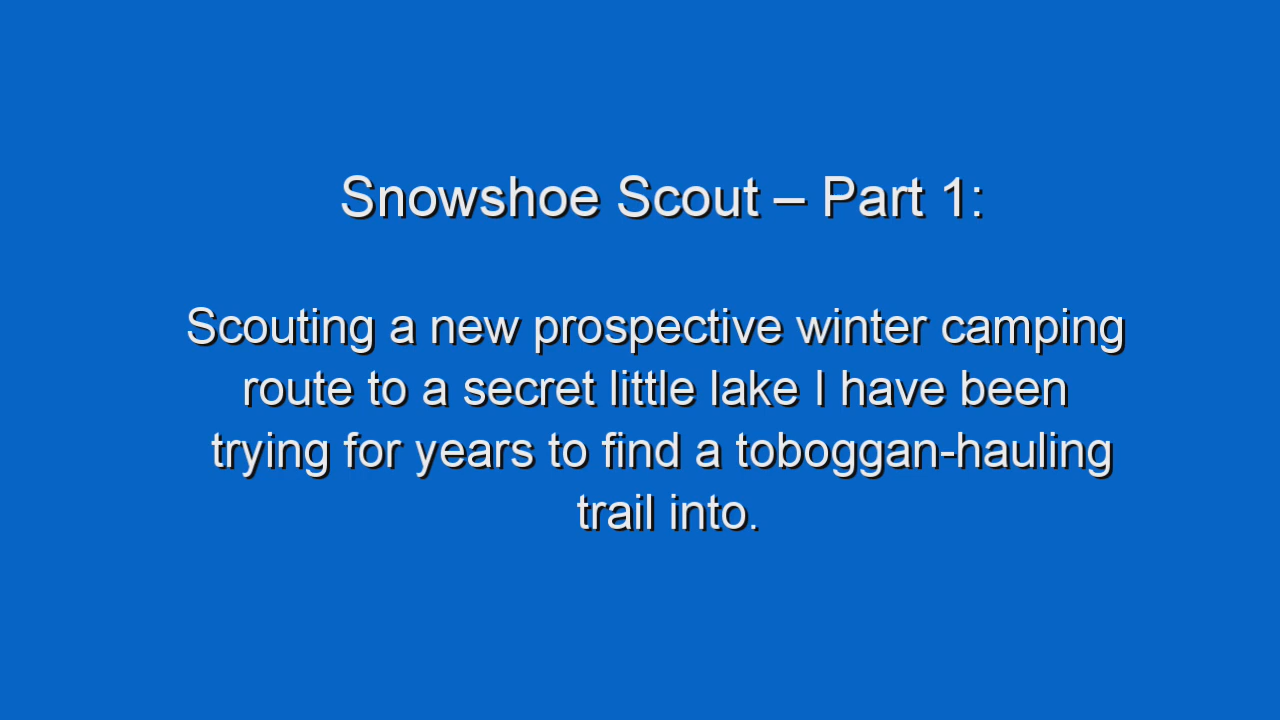 Snowshoe Scout – Part 1:
Scouting a new prospective winter camping
route to a secret little lake I have been
trying for years to find a toboggan-hauling
trail into.